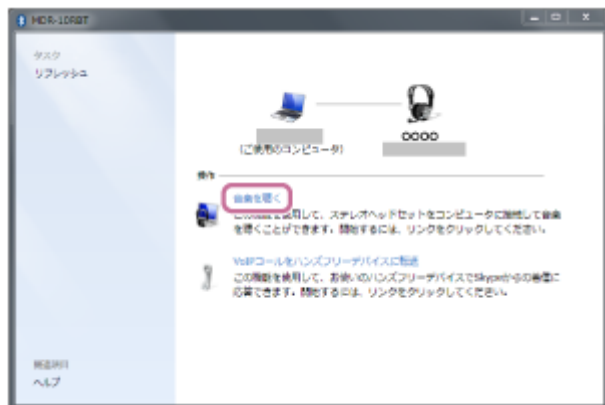 MDR-10RBT
タスク
リフレッシュ
(ご使用のコンピュータ)
○○○○
操作
音楽を聴く
この機能を使用して、ステレオヘッドセットをコンピュータに接続して音楽
を聴くことができます。開始するには、リンクをクリックしてください。
VoIPコールをハンズフリーデバイスに転送
この機能を使用して、お使いのハンズフリーデバイスでSkypeからの着信に
応答できます。開始するには、リンクをクリックしてください。
関連項目
ヘルプ